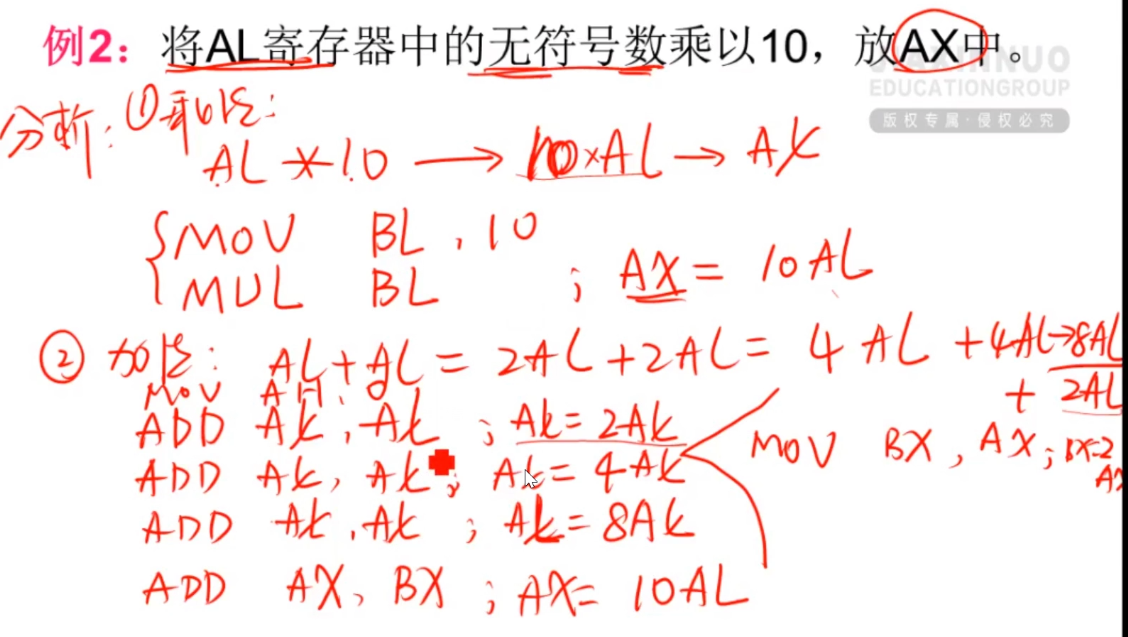 例2：将AL寄存器中的无符号数乘以10，放AX中。
JIAXINNUO
EDUCATIONGROUP
版权专属·侵权必究
分析：①乘法：
AL * 10 → 10×AL → AX
MOV BL , 10
MUL BL ; AX = 10AL
② 加法： AL+AL = 2AL+2AL = 4AL +4AL→8AL
+ 2AL
MOV AH , 0
ADD AX , AX ; AX = 2AX
MOV BX , AX ; BX=2AX
ADD AX , AX ; AX = 4AX
ADD AX , AX ; AX = 8AX
ADD AX , BX ; AX = 10AL